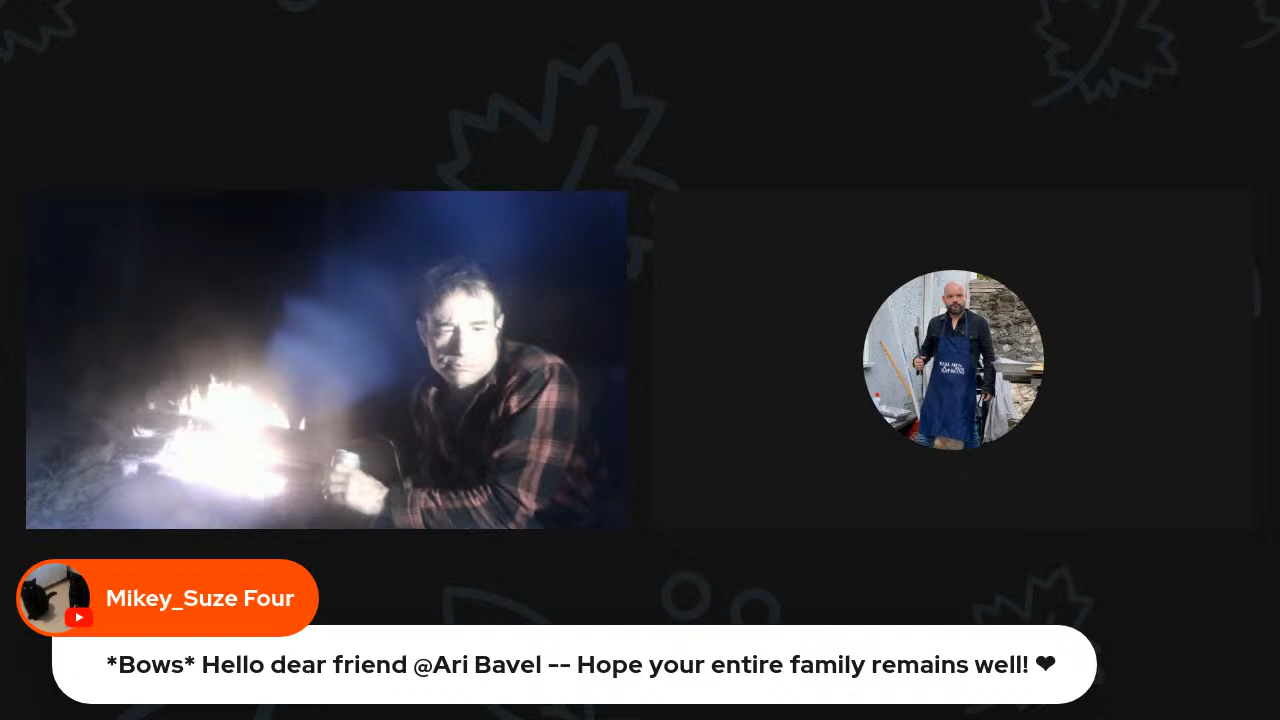 Mikey_Suze Four
*Bows* Hello dear friend @Ari Bavel -- Hope your entire family remains well! ❤